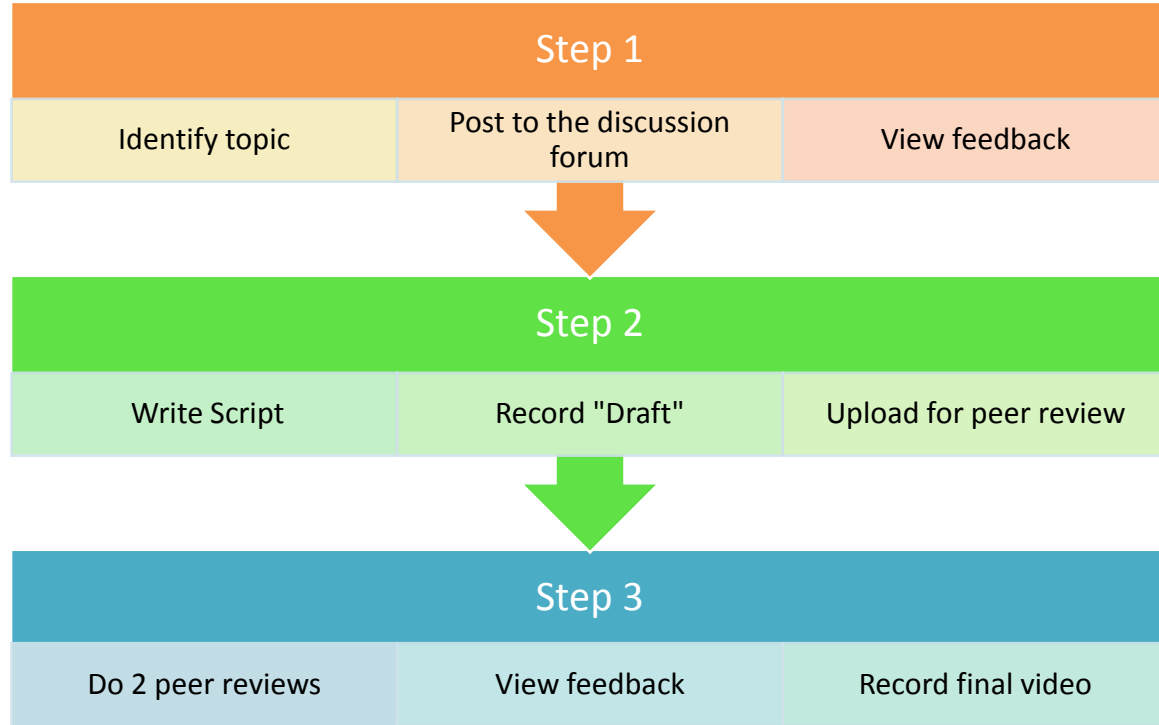 Step 1
Identify topic
Post to the discussion
forum
View feedback
Step 2
Write Script
Record "Draft"
Upload for peer review
Step 3
Do 2 peer reviews
View feedback
Record final video